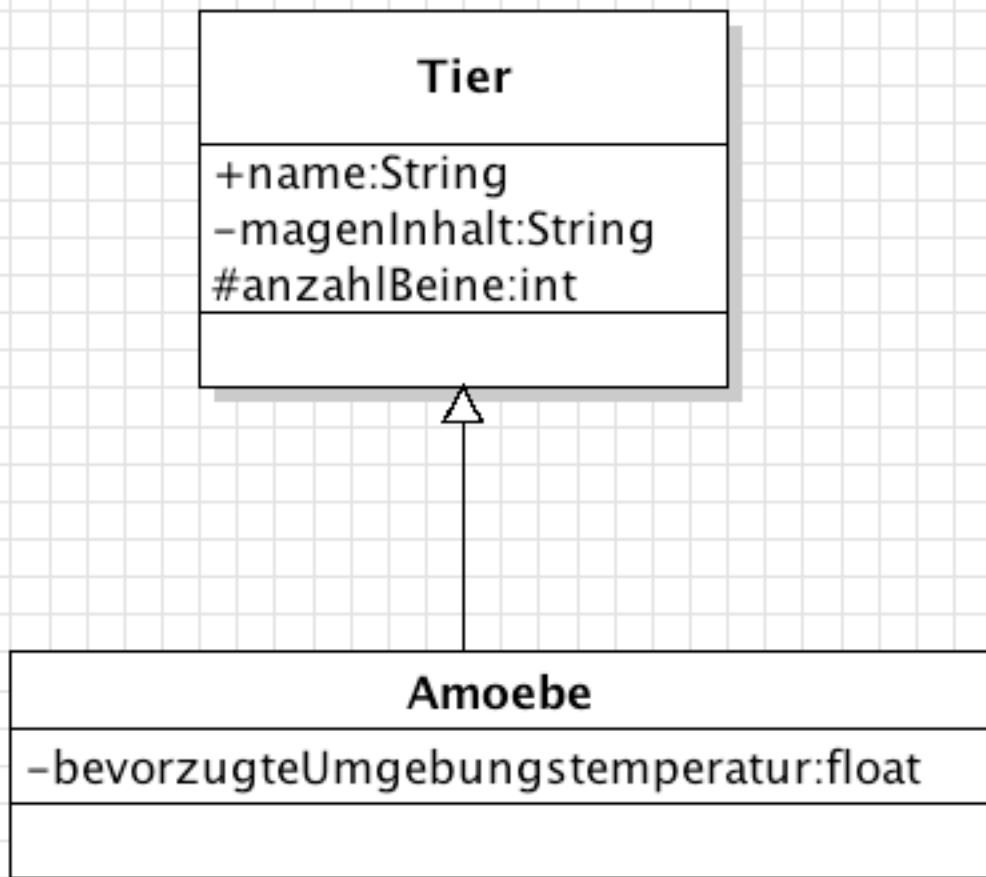 Tier
+name:String
-magenInhalt:String
#anzahlBeine:int
Amoebe
-bevorzugteUmgebungstemperatur:float